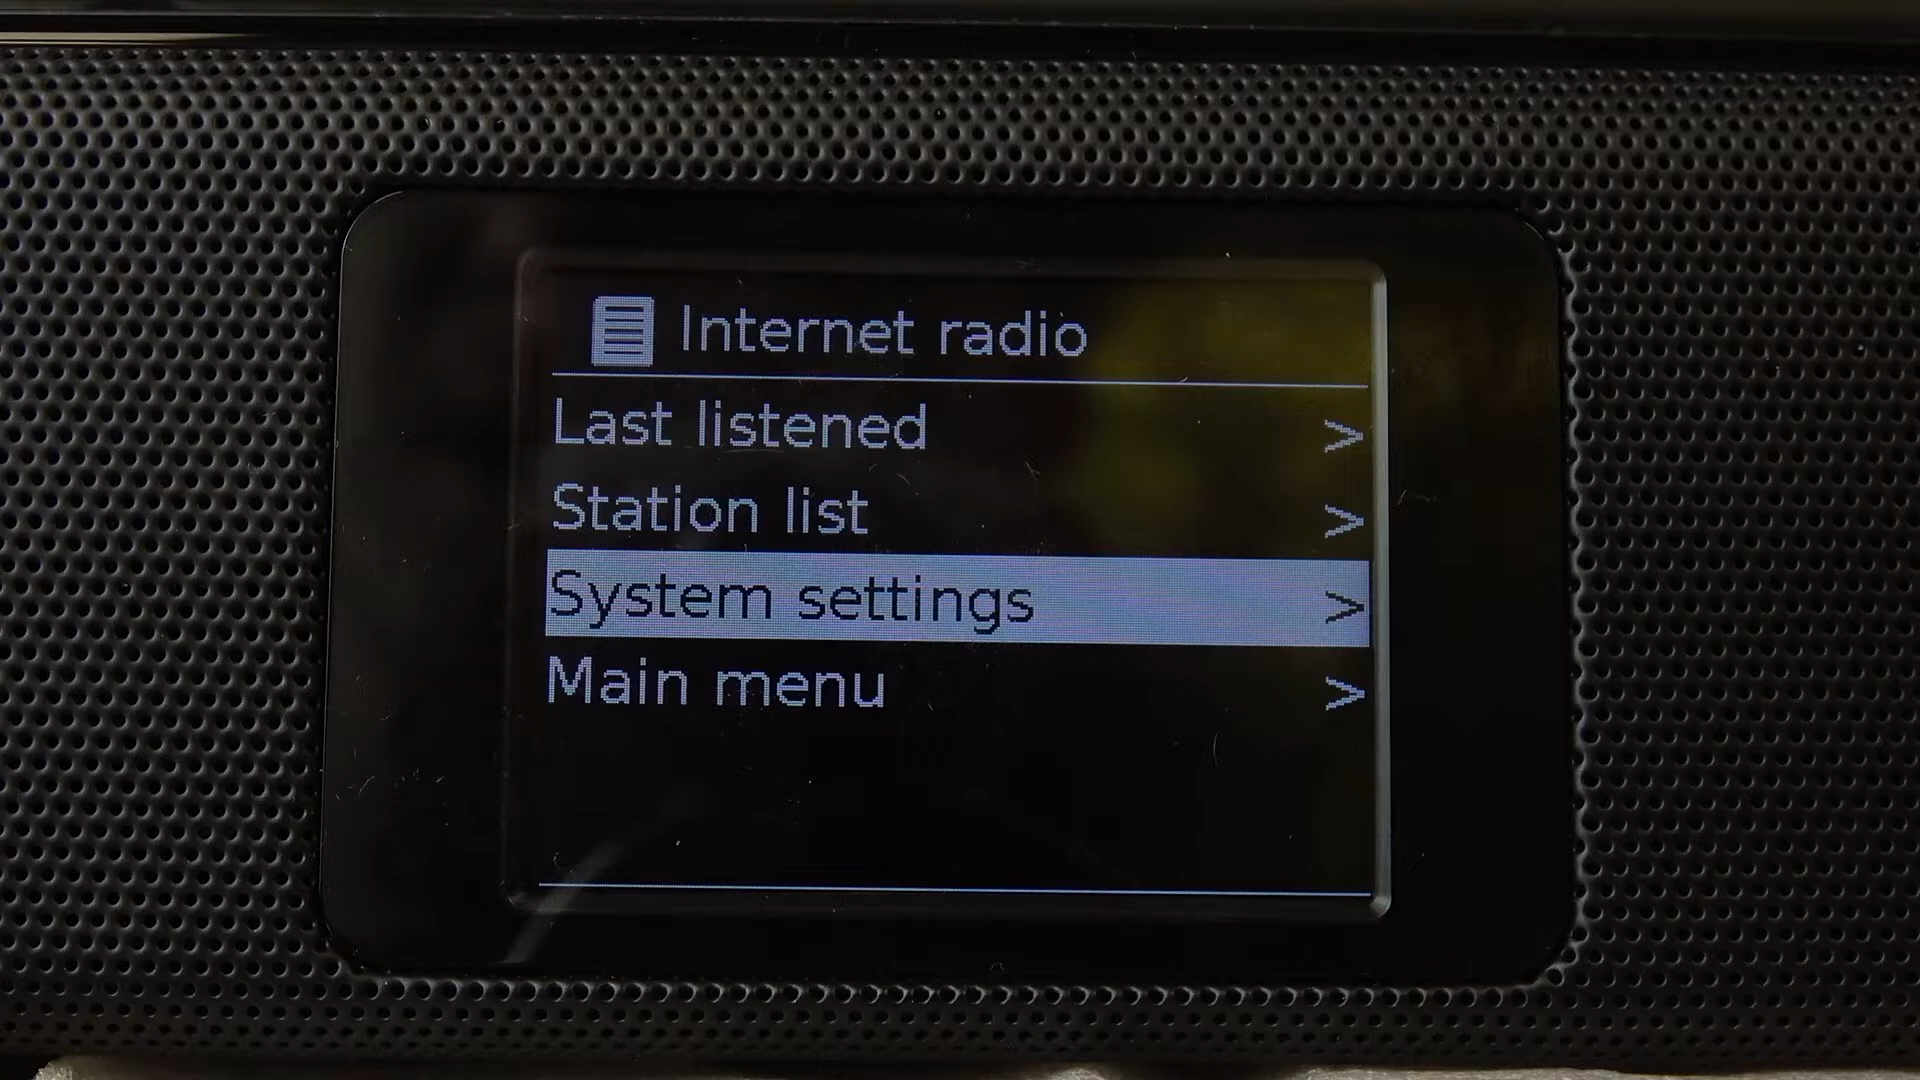 Internet radio
Last listened >
Station list >
System settings >
Main menu >